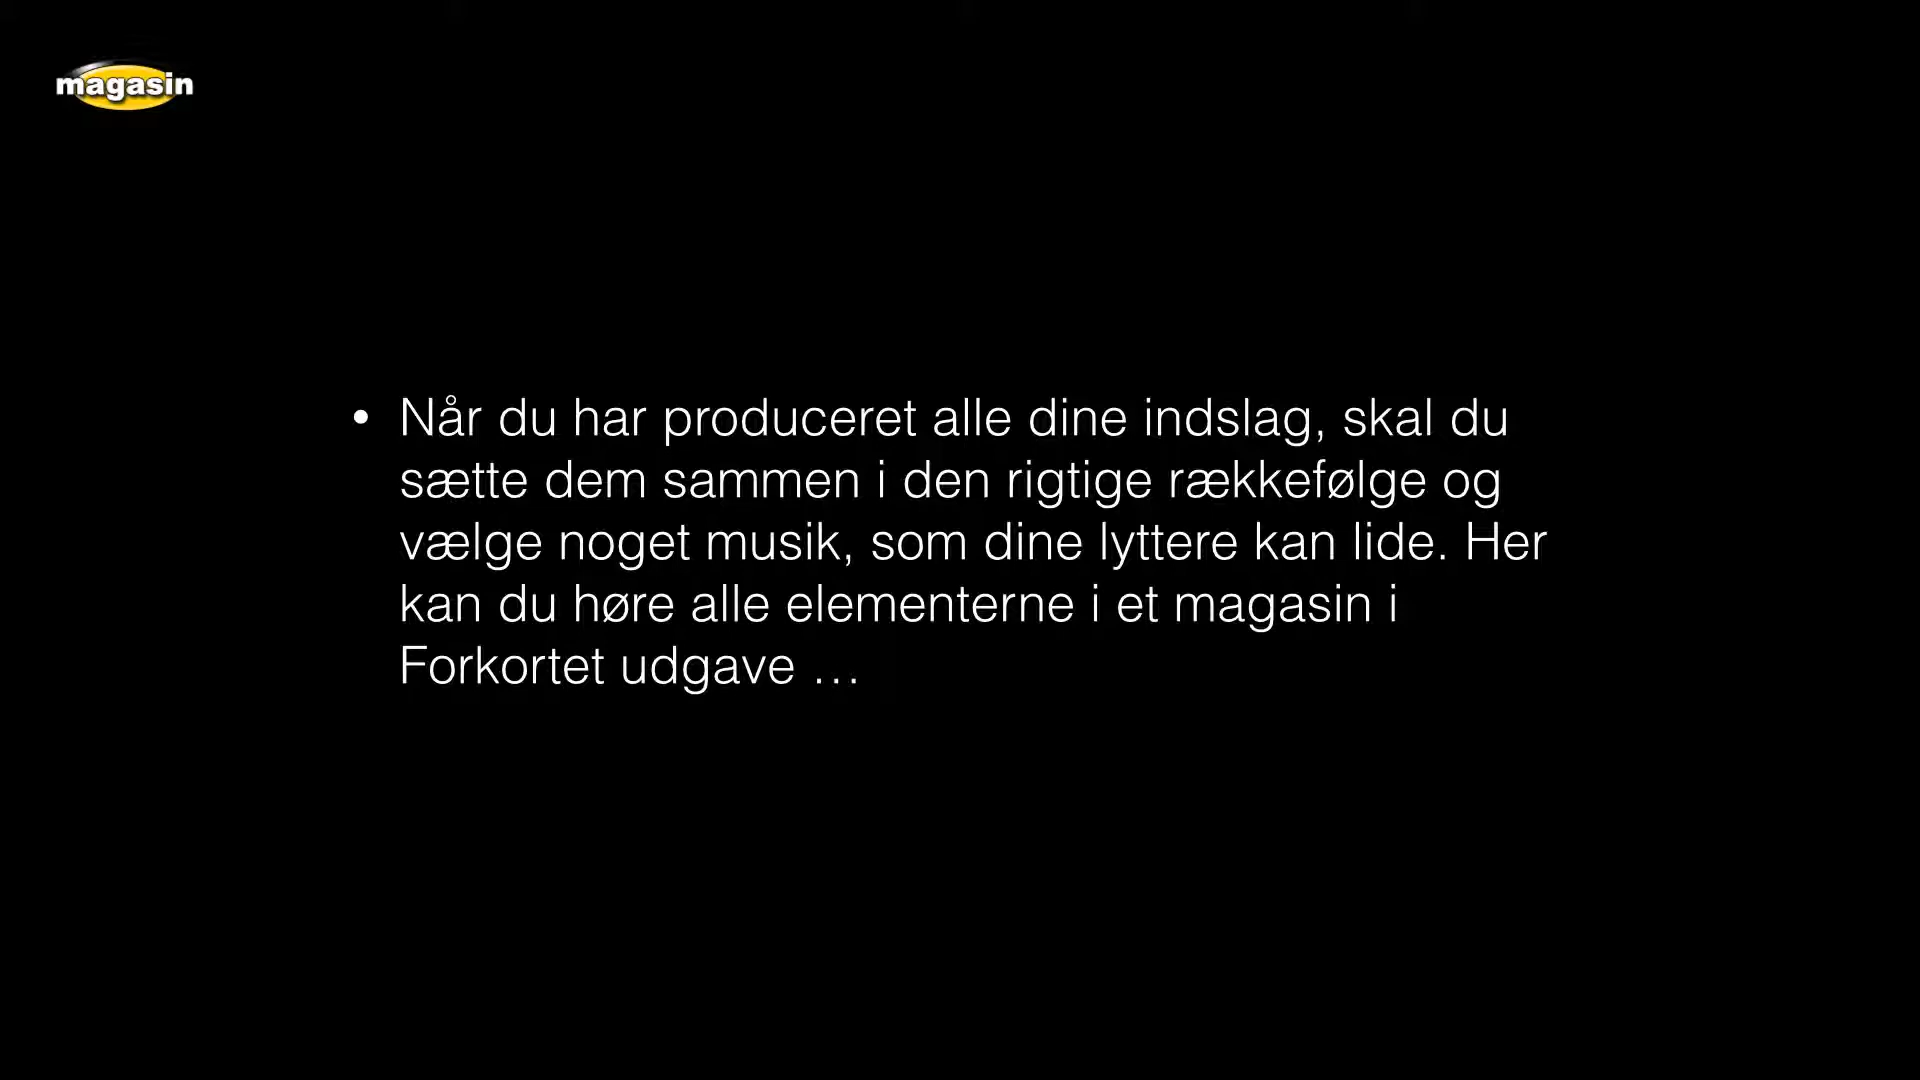 magasin
• Når du har produceret alle dine indslag, skal du
sætte dem sammen i den rigtige rækkefølge og
vælge noget musik, som dine lyttere kan lide. Her
kan du høre alle elementerne i et magasin i
Forkortet udgave …